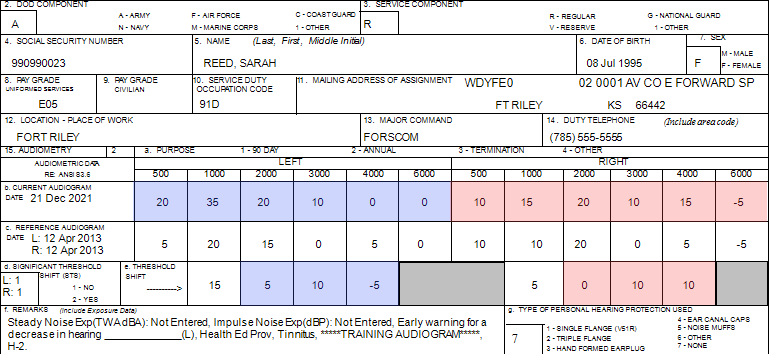 2. DOD COMPONENT
A
A - ARMY F - AIR FORCE C - COASTGUARD
N - NAVY M - MARINE CORPS 1 - OTHER
3. SERVICE COMPONENT
R
R - REGULAR G - NATIONAL GUARD
V - RESERVE 1 - OTHER
4. SOCIAL SECURITY NUMBER
990990023
5. NAME (Last, First, Middle Initial)
REED, SARAH
6. DATE OF BIRTH
08 Jul 1995
7. SEX
F
M - MALE
F - FEMALE
8. PAY GRADE
UNIFORMED SERVICES
E05
9. PAY GRADE
CIVILIAN
10. SERVICE DUTY
OCCUPATION CODE
91D
11. MAILING ADDRESS OF ASSIGNMENT WDYFE0 02 0001 AV CO E FORWARD SP
FT RILEY KS 66442
12. LOCATION - PLACE OF WORK
FORT RILEY
13. MAJOR COMMAND
FORSCOM
14. DUTY TELEPHONE (Include area code)
(785) 555-5555
15. AUDIOMETRY 2 a. PURPOSE 1 - 90 DAY 2 - ANNUAL 3 - TERMINATION 4 - OTHER
AUDIOMETRIC DATA
RE: ANSI S3.6
LEFT RIGHT
500 1000 2000 3000 4000 6000 500 1000 2000 3000 4000 6000
b. CURRENT AUDIOGRAM
DATE 21 Dec 2021
20 35 20 10 0 0 10 15 20 10 15 -5
c. REFERENCE AUDIOGRAM
DATE L: 12 Apr 2013
R: 12 Apr 2013
5 20 15 0 5 0 10 10 20 0 5 -5
d. SIGNIFICANT THRESHOLD
SHIFT (STS)
L: 1
R: 1
1 - NO
2 - YES
e. THRESHOLD
SHIFT
---------->
15 5 10 -5 5 0 10 10
f. REMARKS (Include Exposure Data)
Steady Noise Exp(TWA dBA): Not Entered, Impulse Noise Exp(dBP): Not Entered, Early warning for a
decrease in hearing ______________(L), Health Ed Prov, Tinnitus, *****TRAINING AUDIOGRAM*****,
H-2.
g. TYPE OF PERSONAL HEARING PROTECTION USED
7
1 - SINGLE FLANGE (V51R)
2 - TRIPLE FLANGE
3 - HAND FORMED EARPLUG
4 - EAR CANAL CAPS
5 - NOISE MUFFS
6 - OTHER
7 - NONE